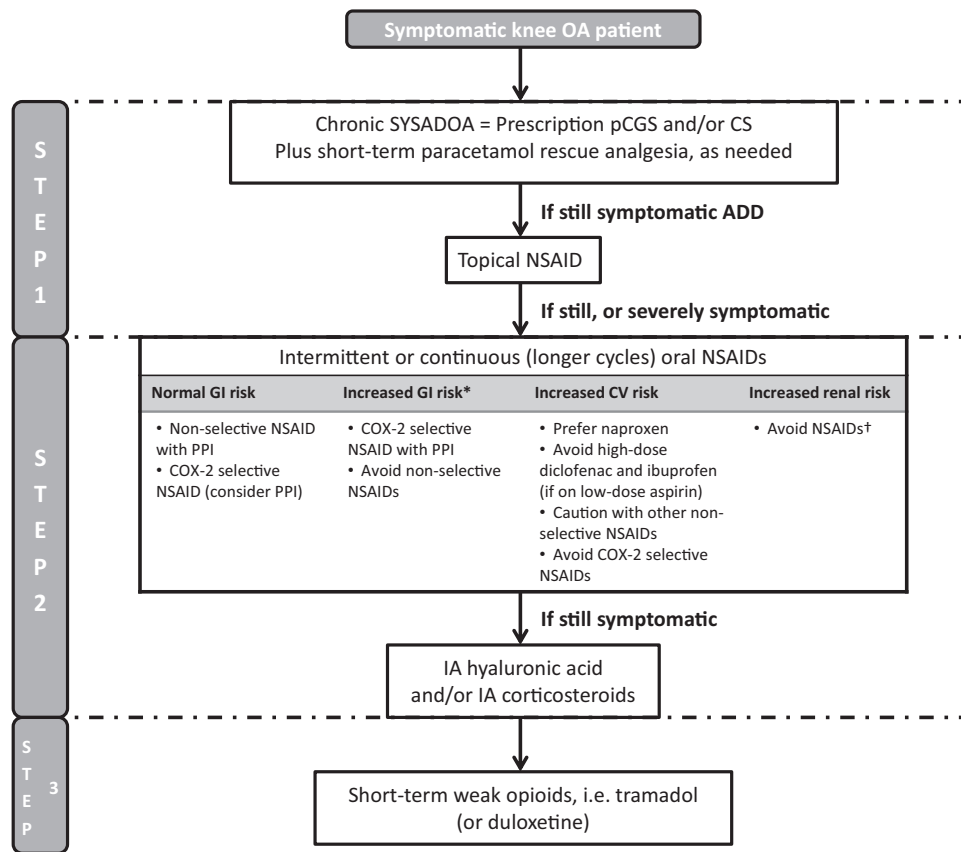 Symptomatic knee OA patient
STEP 1
Chronic SYSADOA = Prescription pCGS and/or CS
Plus short-term paracetamol rescue analgesia, as needed
If still symptomatic ADD
Topical NSAID
If still, or severely symptomatic
STEP 2
Intermittent or continuous (longer cycles) oral NSAIDs
Normal GI risk
• Non-selective NSAID
with PPI
• COX-2 selective
NSAID (consider PPI)
Increased GI risk*
• COX-2 selective
NSAID with PPI
• Avoid non-selective
NSAIDs
Increased CV risk
• Prefer naproxen
• Avoid high-dose
diclofenac and ibuprofen
(if on low-dose aspirin)
• Caution with other non-
selective NSAIDs
• Avoid COX-2 selective
NSAIDs
Increased renal risk
• Avoid NSAIDs†
If still symptomatic
IA hyaluronic acid
and/or IA corticosteroids
STEP 3
Short-term weak opioids, i.e. tramadol
(or duloxetine)